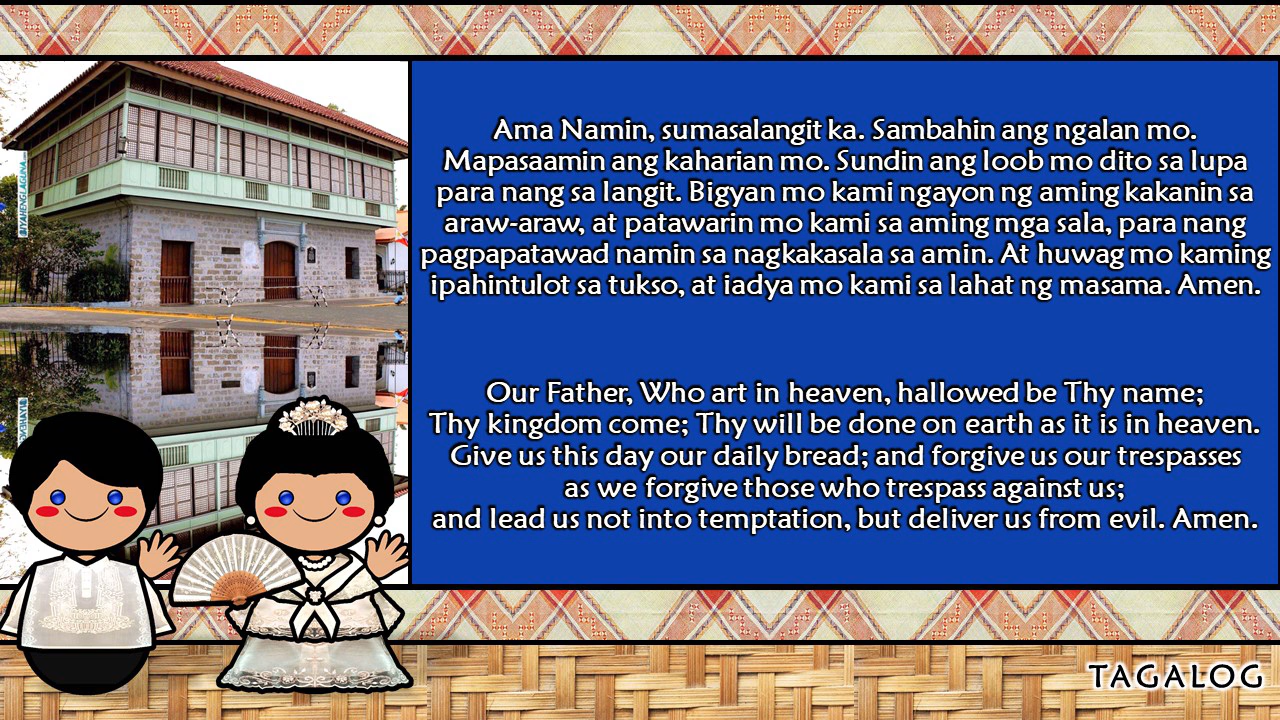 BIYAHENGLAGUNA.com
Ama Namin, sumasalangit ka. Sambahin ang ngalan mo.
Mapasaamin ang kaharian mo. Sundin ang loob mo dito sa lupa
para nang sa langit. Bigyan mo kami ngayon ng aming kakanin sa
araw-araw, at patawarin mo kami sa aming mga sala, para nang
pagpapatawad namin sa nagkakasala sa amin. At huwag mo kaming
ipahintulot sa tukso, at iadya mo kami sa lahat ng masama. Amen.
Our Father, Who art in heaven, hallowed be Thy name;
Thy kingdom come; Thy will be done on earth as it is in heaven.
Give us this day our daily bread; and forgive us our trespasses
as we forgive those who trespass against us;
and lead us not into temptation, but deliver us from evil. Amen.
TAGALOG